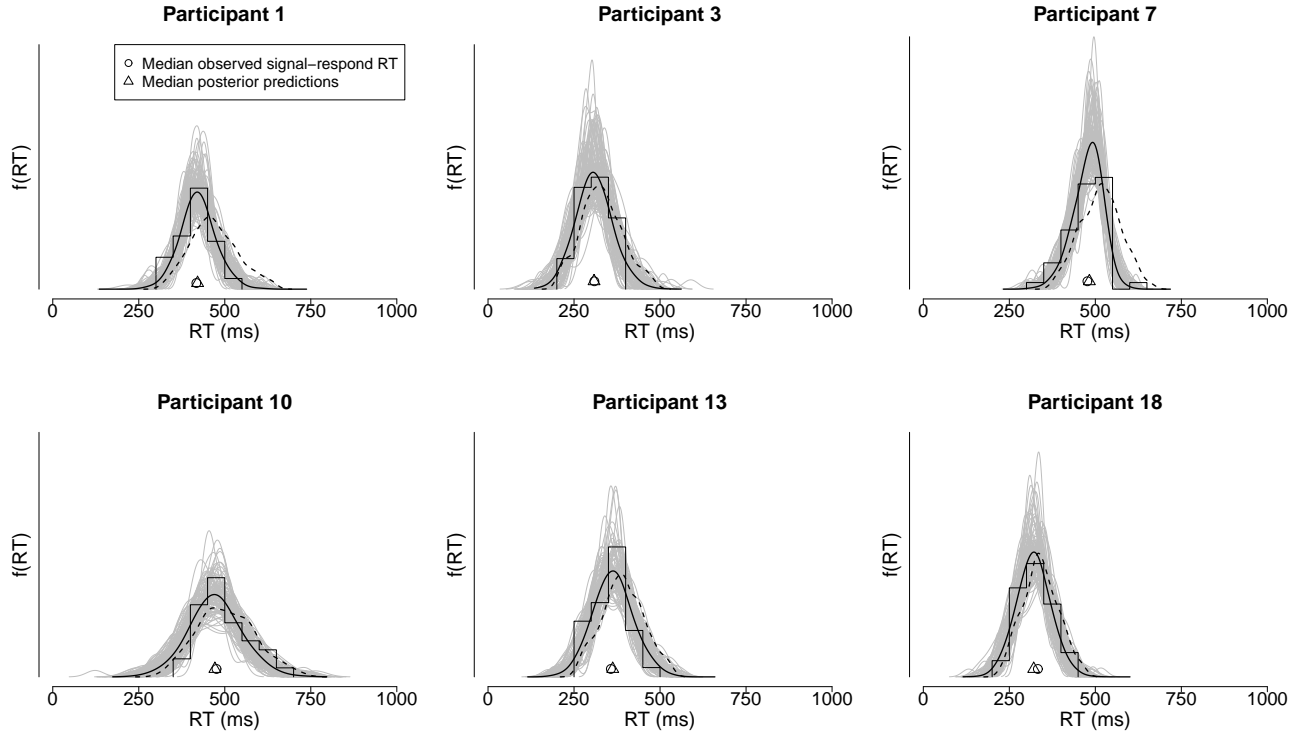 Participant 1
Participant 3
Participant 7
Median observed signal−respond RT
Median posterior predictions
f(RT)
f(RT)
f(RT)
0 250 500 750 1000
0 250 500 750 1000
0 250 500 750 1000
RT (ms)
RT (ms)
RT (ms)
Participant 10
Participant 13
Participant 18
f(RT)
f(RT)
f(RT)
0 250 500 750 1000
0 250 500 750 1000
0 250 500 750 1000
RT (ms)
RT (ms)
RT (ms)